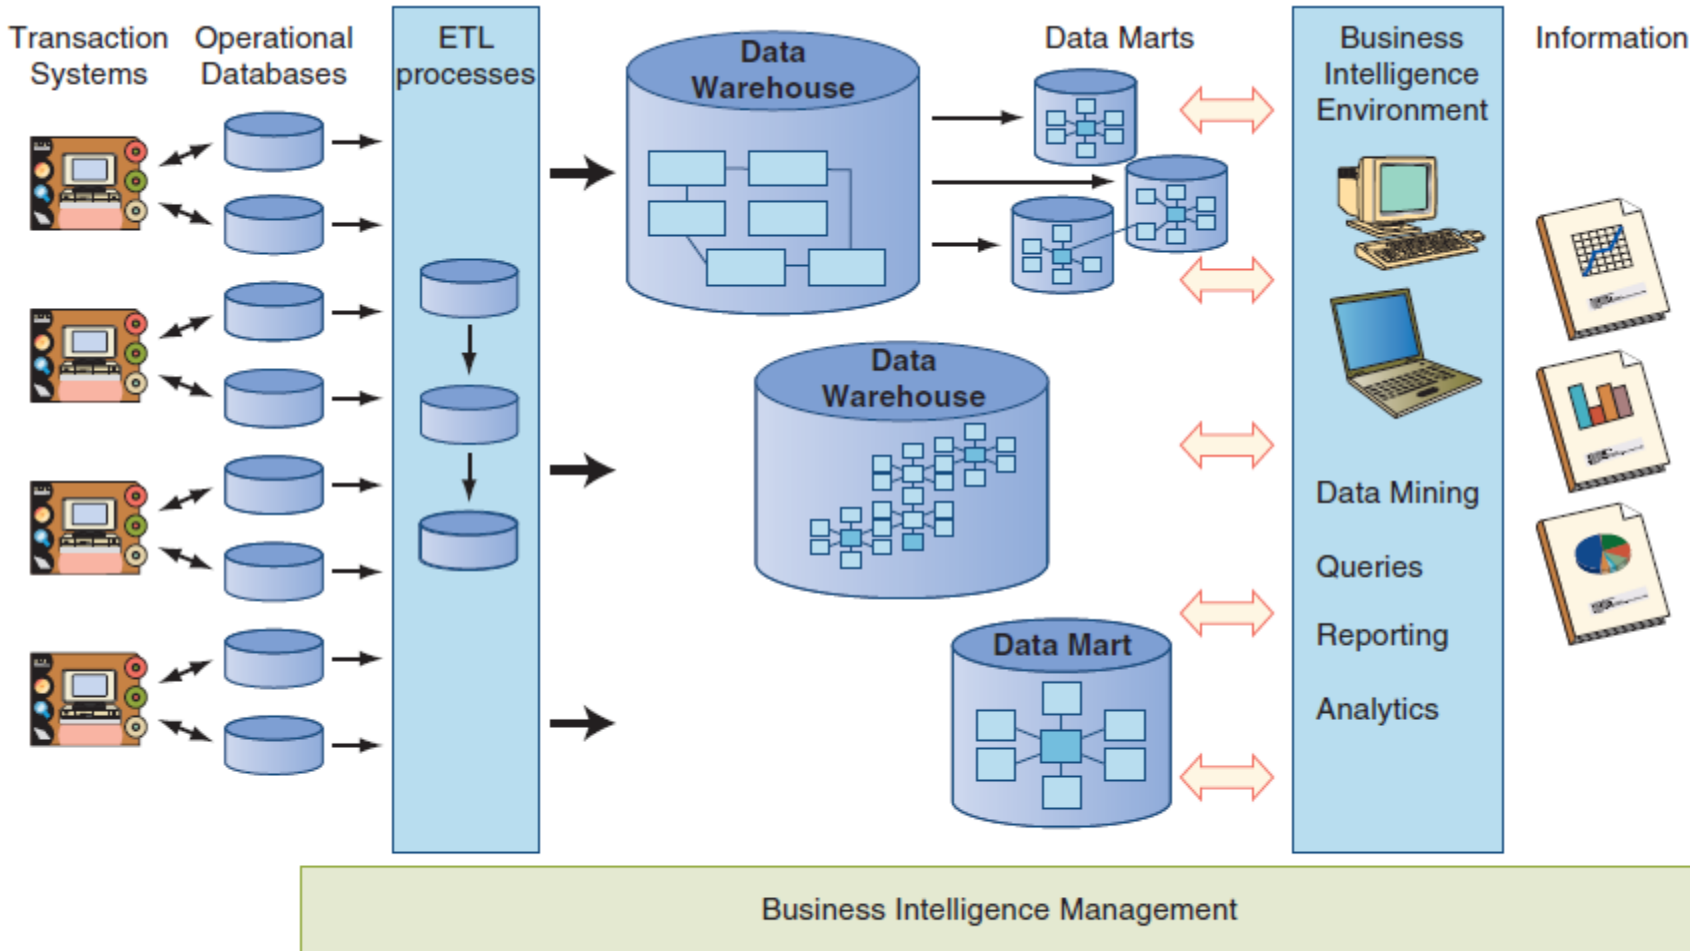 Transaction
Systems
Operational
Databases
ETL
processes
Data
Warehouse
Data Marts
Business
Intelligence
Environment
Information
Data
Warehouse
Data Mining
Queries
Reporting
Analytics
Data Mart
Business Intelligence Management